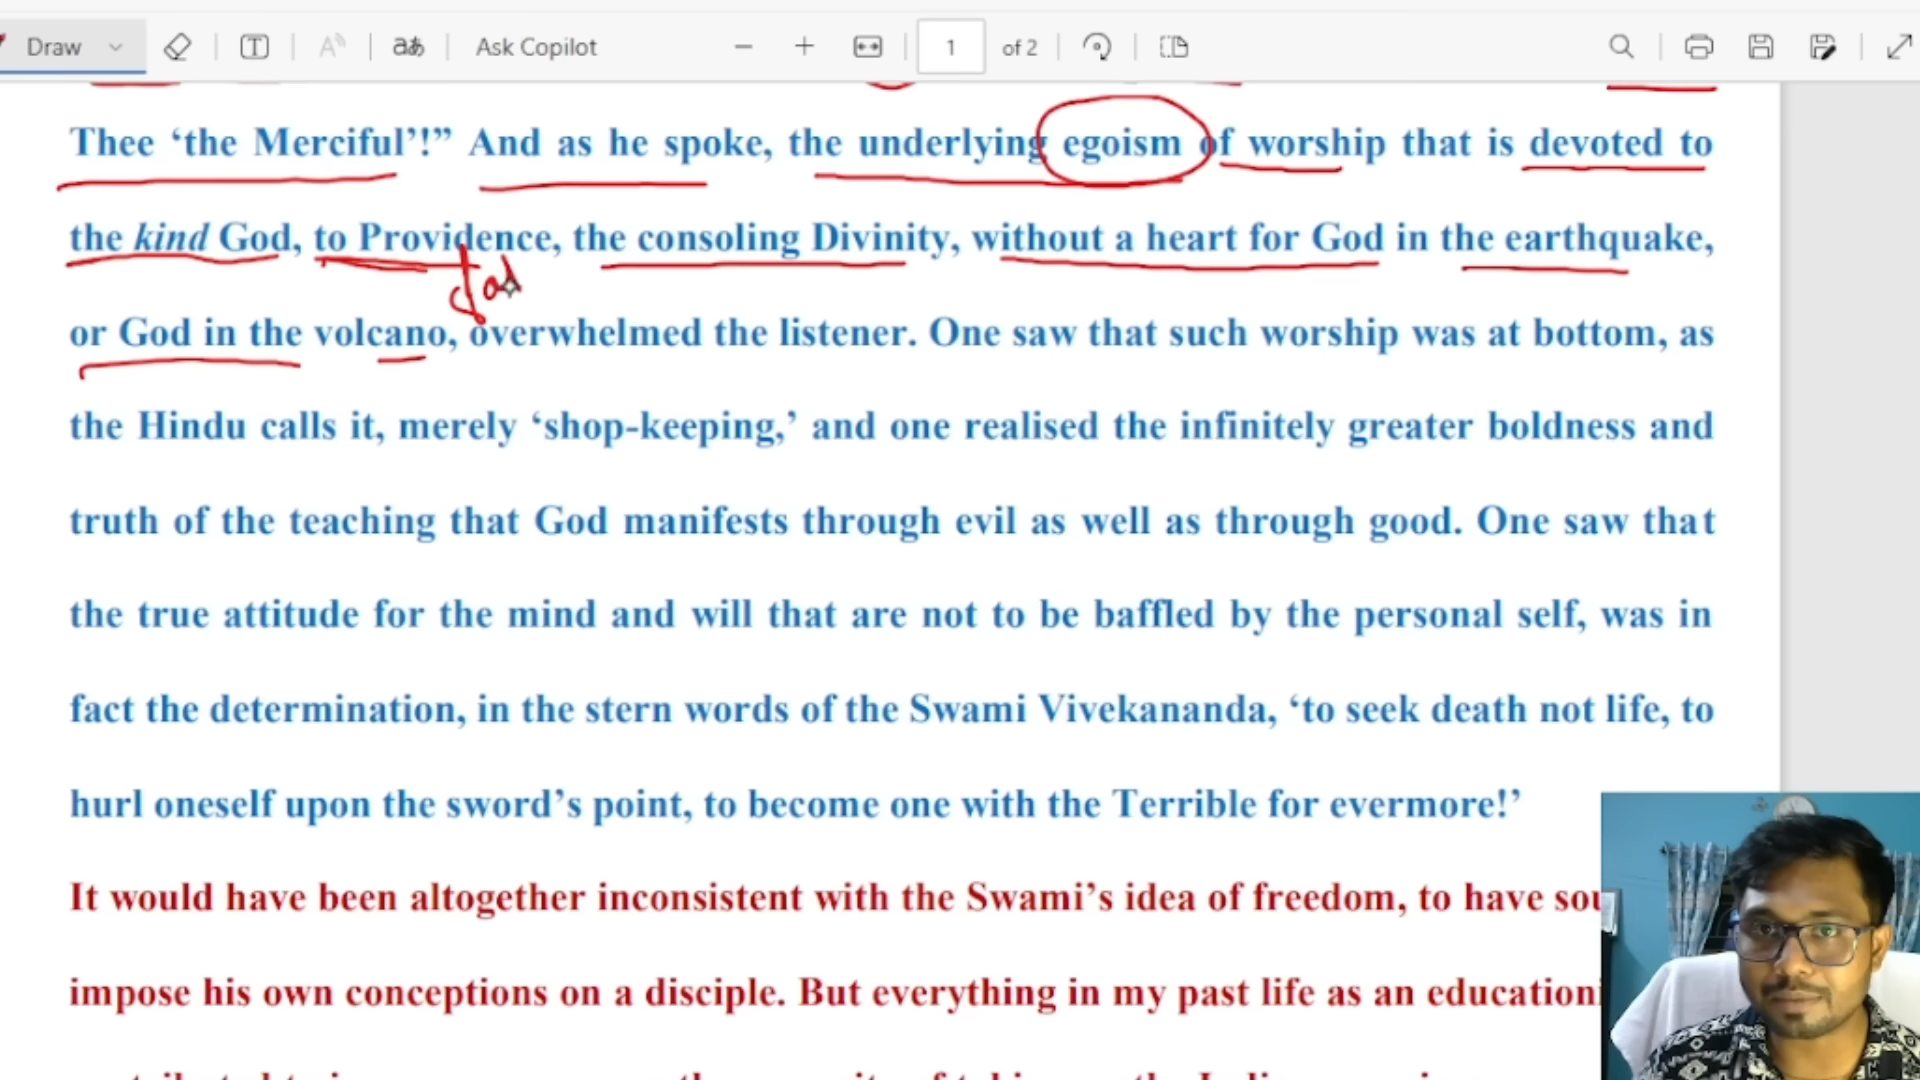 Draw
aあ
Ask Copilot
1 of 2
Thee ‘the Merciful’!” And as he spoke, the underlying egoism of worship that is devoted to
the kind God, to Providence, the consoling Divinity, without a heart for God in the earthquake,
or God in the volcano, overwhelmed the listener. One saw that such worship was at bottom, as
the Hindu calls it, merely ‘shop-keeping,’ and one realised the infinitely greater boldness and
truth of the teaching that God manifests through evil as well as through good. One saw that
the true attitude for the mind and will that are not to be baffled by the personal self, was in
fact the determination, in the stern words of the Swami Vivekananda, ‘to seek death not life, to
hurl oneself upon the sword’s point, to become one with the Terrible for evermore!’
It would have been altogether inconsistent with the Swami’s idea of freedom, to have
impose his own conceptions on a disciple. But everything in my past life as an